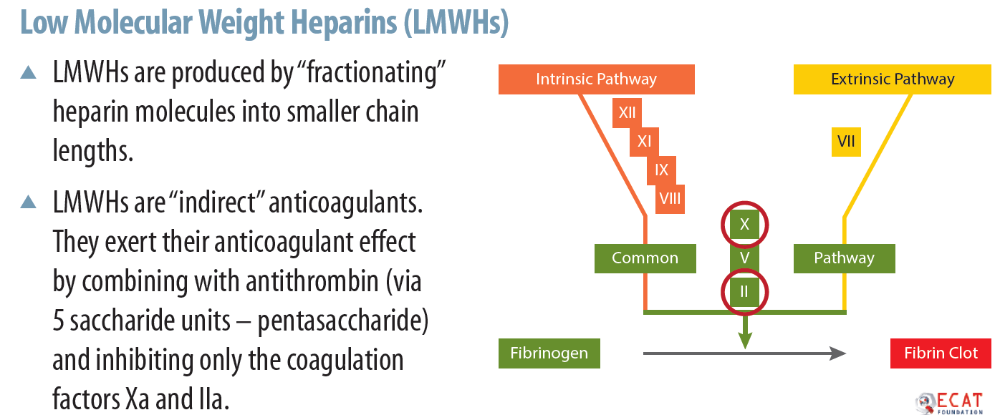 Low Molecular Weight Heparins (LMWHs)
▲ LMWHs are produced by “fractionating”
heparin molecules into smaller chain
lengths.
▲ LMWHs are “indirect” anticoagulants.
They exert their anticoagulant effect
by combining with antithrombin (via
5 saccharide units – pentasaccharide)
and inhibiting only the coagulation
factors Xa and IIa.
Intrinsic Pathway
Extrinsic Pathway
XII
XI
IX
VIII
VII
X
V
II
Common
Pathway
Fibrinogen
Fibrin Clot
ECAT
FOUNDATION